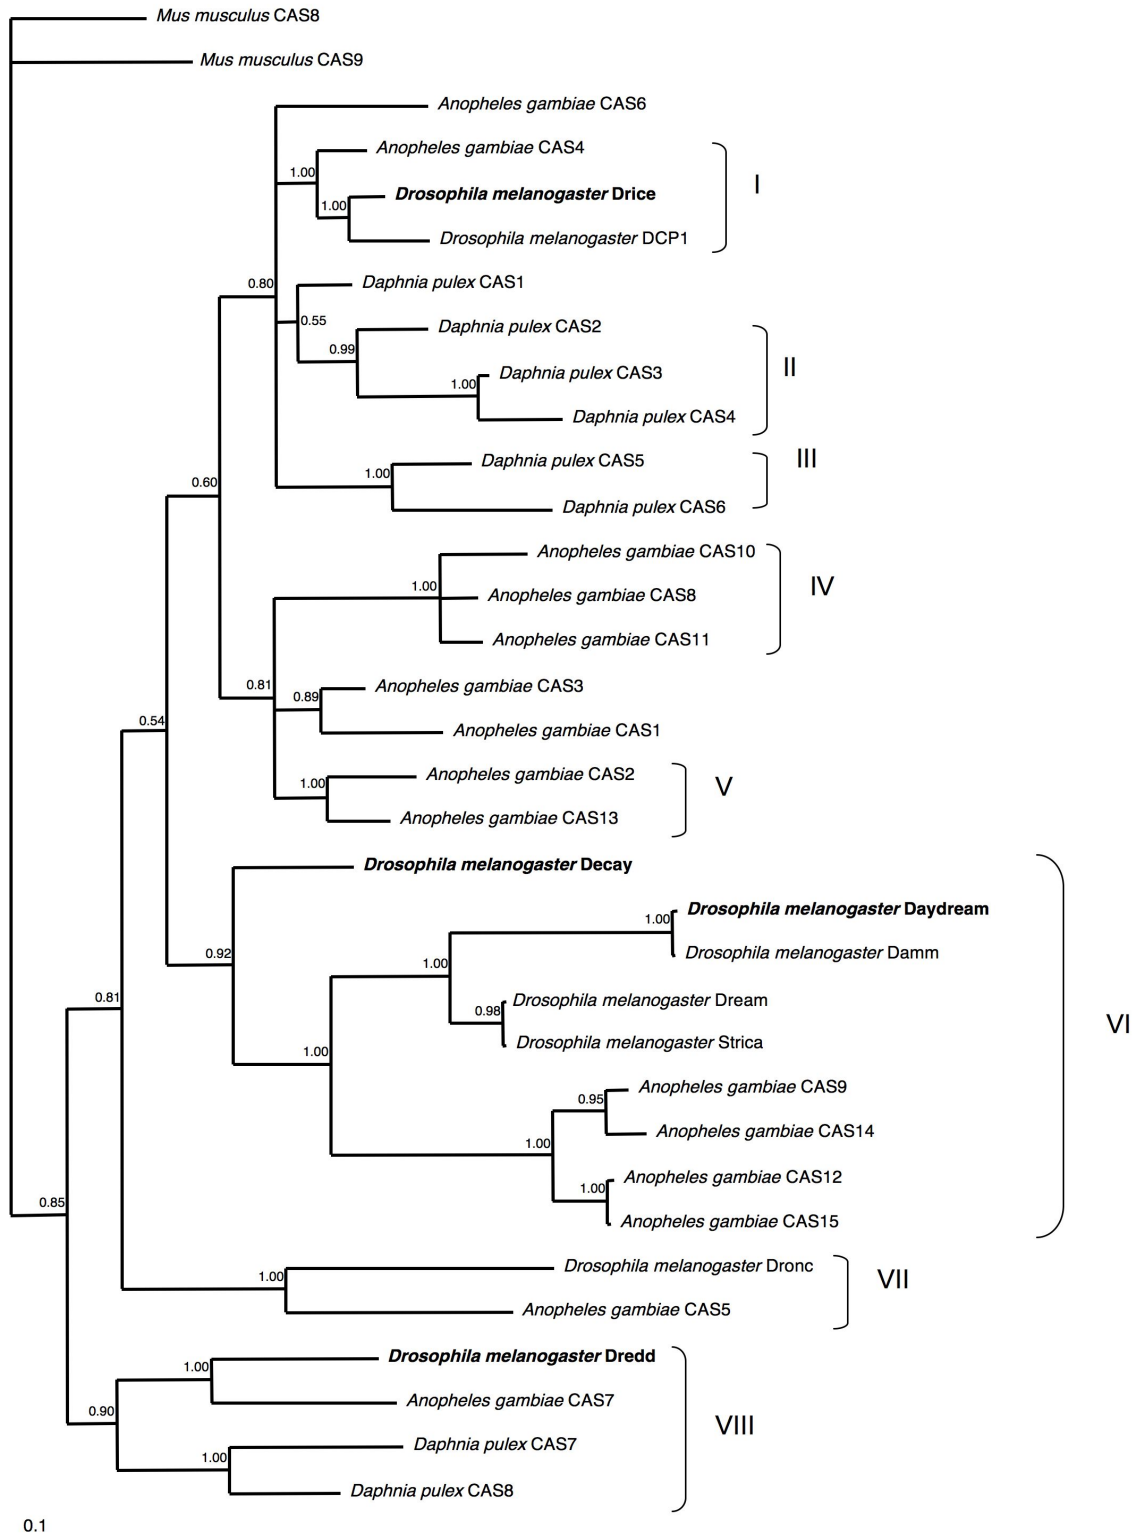 Mus musculus CAS8
Mus musculus CAS9
Anopheles gambiae CAS6
Anopheles gambiae CAS4
1.00
I
Drosophila melanogaster Drice
1.00
Drosophila melanogaster DCP1
0.80
Daphnia pulex CAS1
0.55
Daphnia pulex CAS2
0.99
II
Daphnia pulex CAS3
1.00
Daphnia pulex CAS4
III
Daphnia pulex CAS5
1.00
0.60
Daphnia pulex CAS6
Anopheles gambiae CAS10
1.00
IV
Anopheles gambiae CAS8
Anopheles gambiae CAS11
0.81
Anopheles gambiae CAS3
0.89
0.54
Anopheles gambiae CAS1
Anopheles gambiae CAS2
1.00
V
Anopheles gambiae CAS13
Drosophila melanogaster Decay
Drosophila melanogaster Daydream
1.00
0.92
Drosophila melanogaster Damm
1.00
0.81
Drosophila melanogaster Dream
0.98
VI
Drosophila melanogaster Strica
1.00
Anopheles gambiae CAS9
0.95
Anopheles gambiae CAS14
1.00
Anopheles gambiae CAS12
1.00
0.85
Anopheles gambiae CAS15
Drosophila melanogaster Dronc
1.00
VII
Anopheles gambiae CAS5
Drosophila melanogaster Dredd
1.00
Anopheles gambiae CAS7
0.90
VIII
Daphnia pulex CAS7
1.00
Daphnia pulex CAS8
0.1